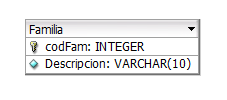 Familia
codFam: INTEGER
Descripcion: VARCHAR(10)